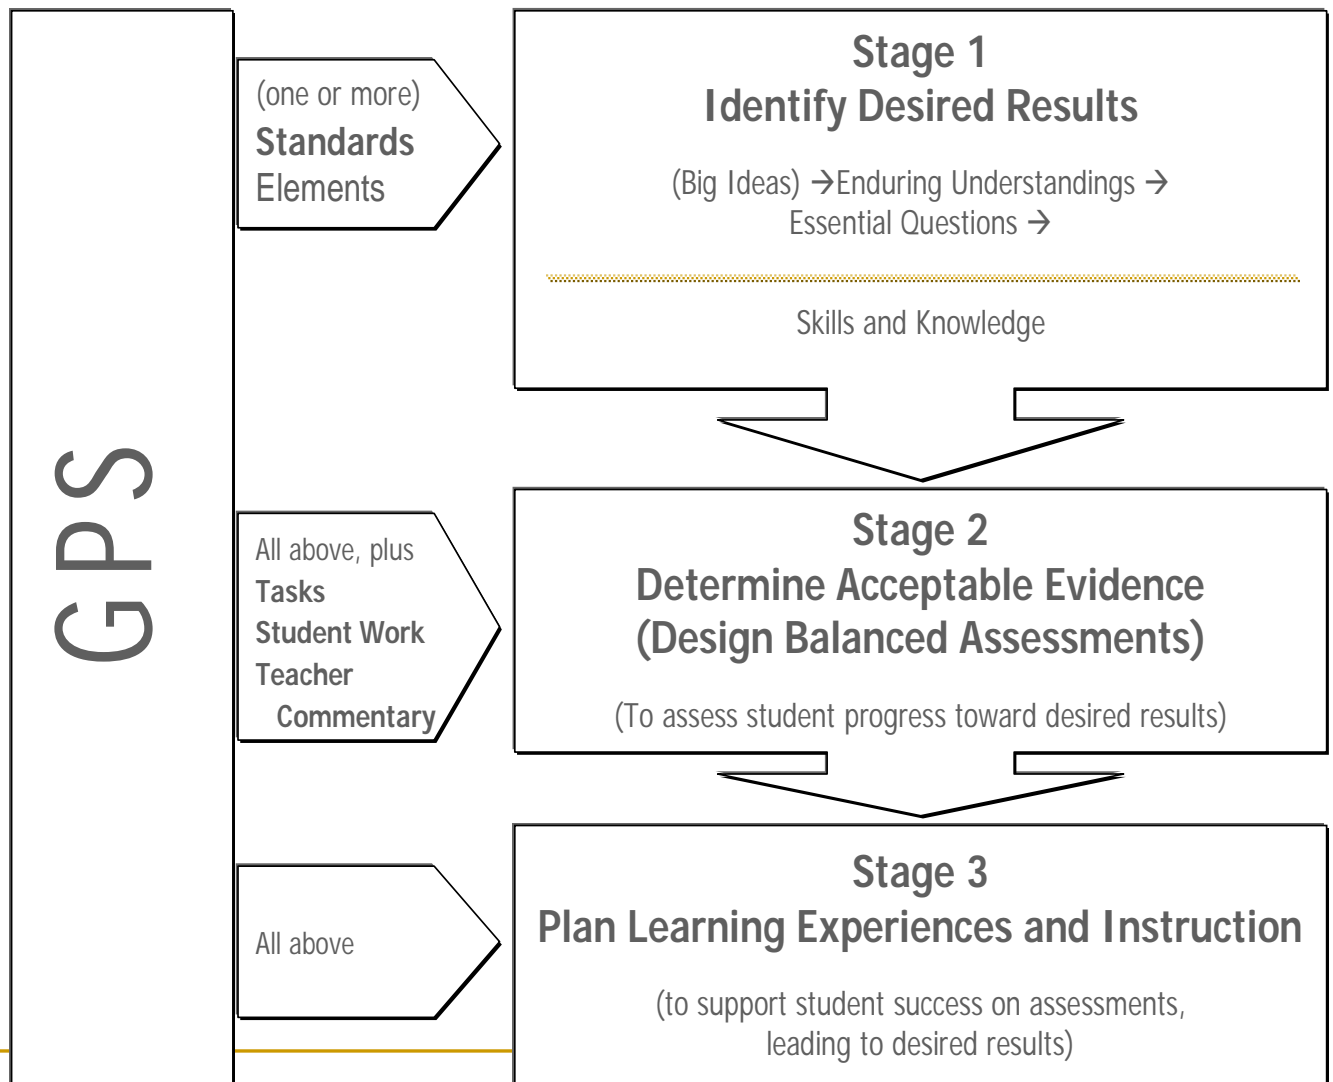 GPS
(one or more)
Standards
Elements
Stage 1
Identify Desired Results
(Big Ideas) →Enduring Understandings →
Essential Questions →
Skills and Knowledge
All above, plus
Tasks
Student Work
Teacher
Commentary
Stage 2
Determine Acceptable Evidence
(Design Balanced Assessments)
(To assess student progress toward desired results)
All above
Stage 3
Plan Learning Experiences and Instruction
(to support student success on assessments,
leading to desired results)